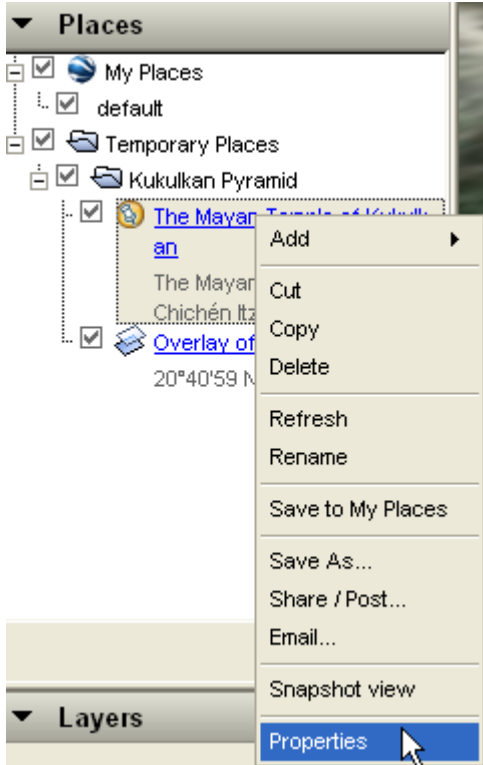 Places
My Places
default
Temporary Places
Kukulkan Pyramid
The Mayan Temple of Kukulk
an
The Mayan
Chichén Itz
Overlay of
20°40'59 N
Add
Cut
Copy
Delete
Refresh
Rename
Save to My Places
Save As...
Share / Post...
Email...
Snapshot view
Properties
Layers